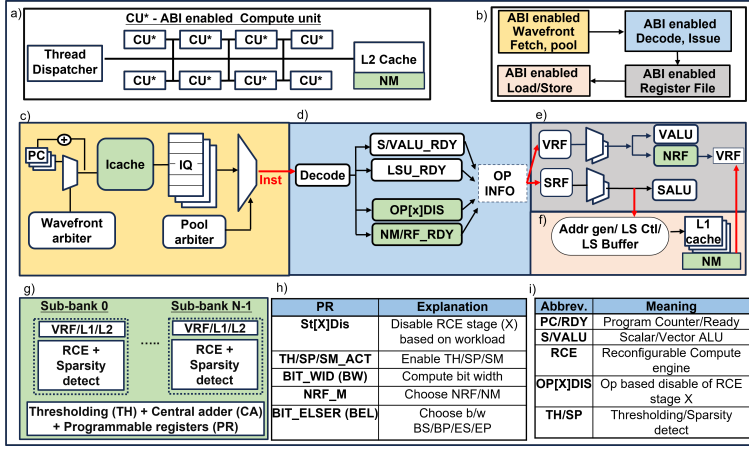 a)
CU* - ABI enabled Compute unit
Thread
Dispatcher
CU*
CU*
CU*
CU*
CU*
CU*
CU*
CU*
L2 Cache
NM
b)
ABI enabled
Wavefront
Fetch, pool
ABI enabled
Decode, Issue
ABI enabled
Load/Store
ABI enabled
Register File
c)
PC
+
Icache
IQ
Inst
Wavefront
arbiter
Pool
arbiter
d)
Decode
S/VALU_RDY
LSU_RDY
OP[x]DIS
NM/RF_RDY
OP
INFO
e)
VRF
VALU
NRF
VRF
SRF
SALU
f)
Addr gen/ LS Ctl/
LS Buffer
L1
cache
NM
g)
Sub-bank 0
Sub-bank N-1
VRF/L1/L2
VRF/L1/L2
RCE +
Sparsity
detect
.....
RCE +
Sparsity
detect
Thresholding (TH) + Central adder (CA)
+ Programmable registers (PR)
h)
PR Explanation
St[X]Dis Disable RCE stage (X)
based on workload
TH/SP/SM_ACT Enable TH/SP/SM
BIT_WID (BW) Compute bit width
NRF_M Choose NRF/NM
BIT_ELSER (BEL) Choose b/w
BS/BP/ES/EP
i)
Abbrev. Meaning
PC/RDY Program Counter/Ready
S/VALU Scalar/Vector ALU
RCE Reconfigurable Compute
engine
OP[X]DIS Op based disable of RCE
stage X
TH/SP Thresholding/Sparsity
detect